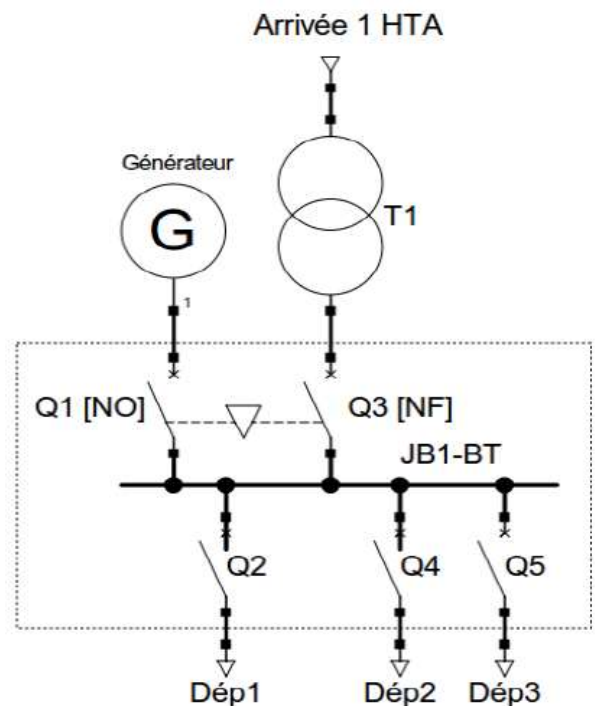 Arrivée 1 HTA
Générateur
G
T1
1
Q1 [NO]
Q3 [NF]
JB1-BT
Q2
Q4
Q5
Dép1
Dép2
Dép3